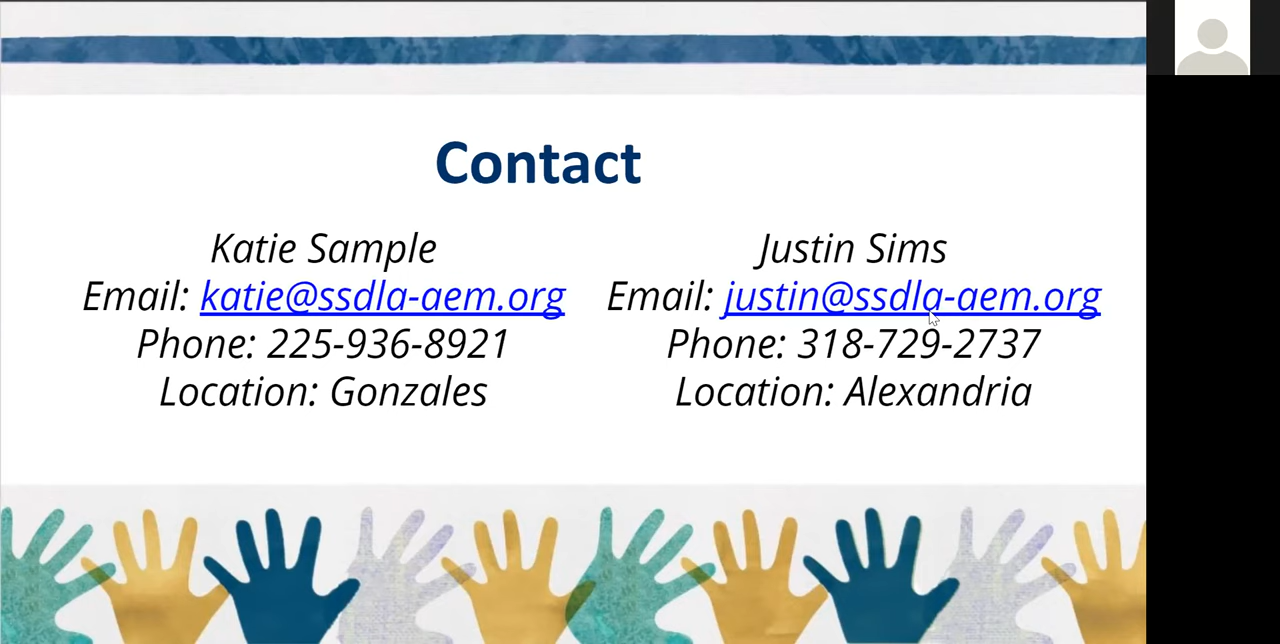 Contact
Katie Sample
Email: katie@ssdla-aem.org
Phone: 225-936-8921
Location: Gonzales
Justin Sims
Email: justin@ssdla-aem.org
Phone: 318-729-2737
Location: Alexandria